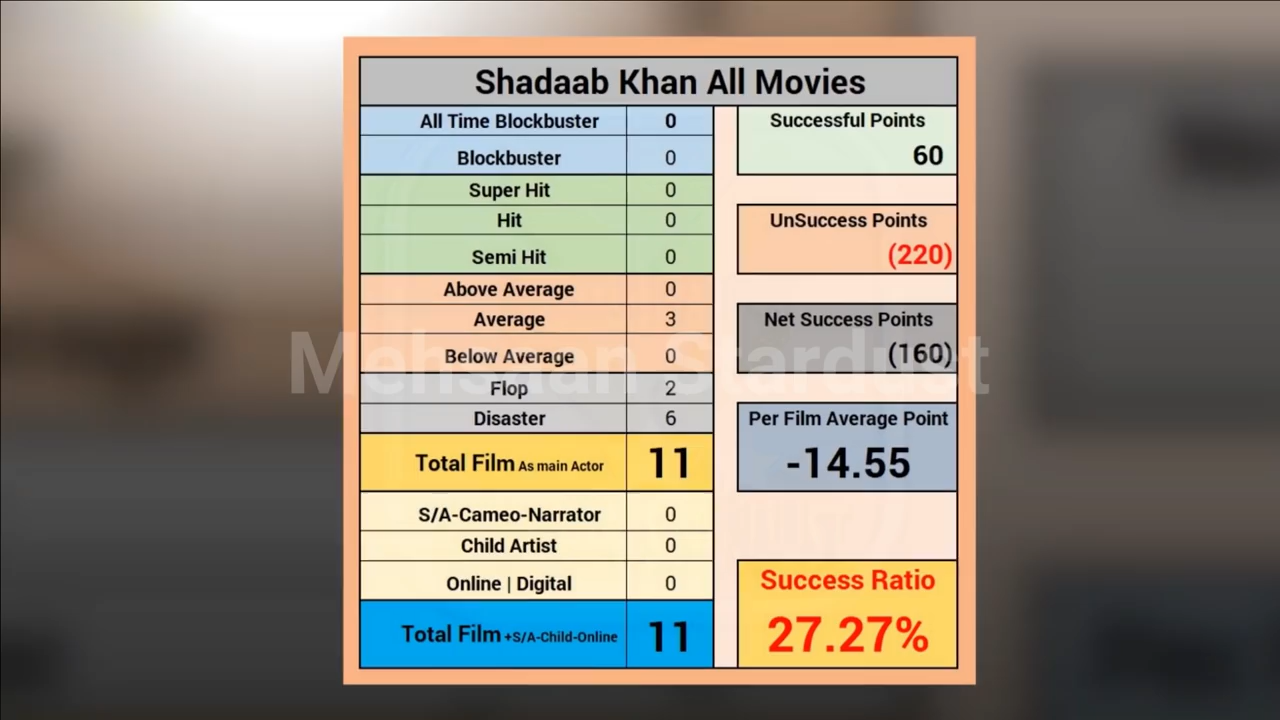 Shadaab Khan All Movies
All Time Blockbuster 0
Blockbuster 0
Super Hit 0
Hit 0
Semi Hit 0
Above Average 0
Average 3
Below Average 0
Flop 2
Disaster 6
Total Film As main Actor 11
S/A-Cameo-Narrator 0
Child Artist 0
Online | Digital 0
Total Film +S/A-Child-Online 11
Successful Points
60
UnSuccess Points
(220)
Net Success Points
(160)
Per Film Average Point
-14.55
Success Ratio
27.27%
Mehsaan Stardust